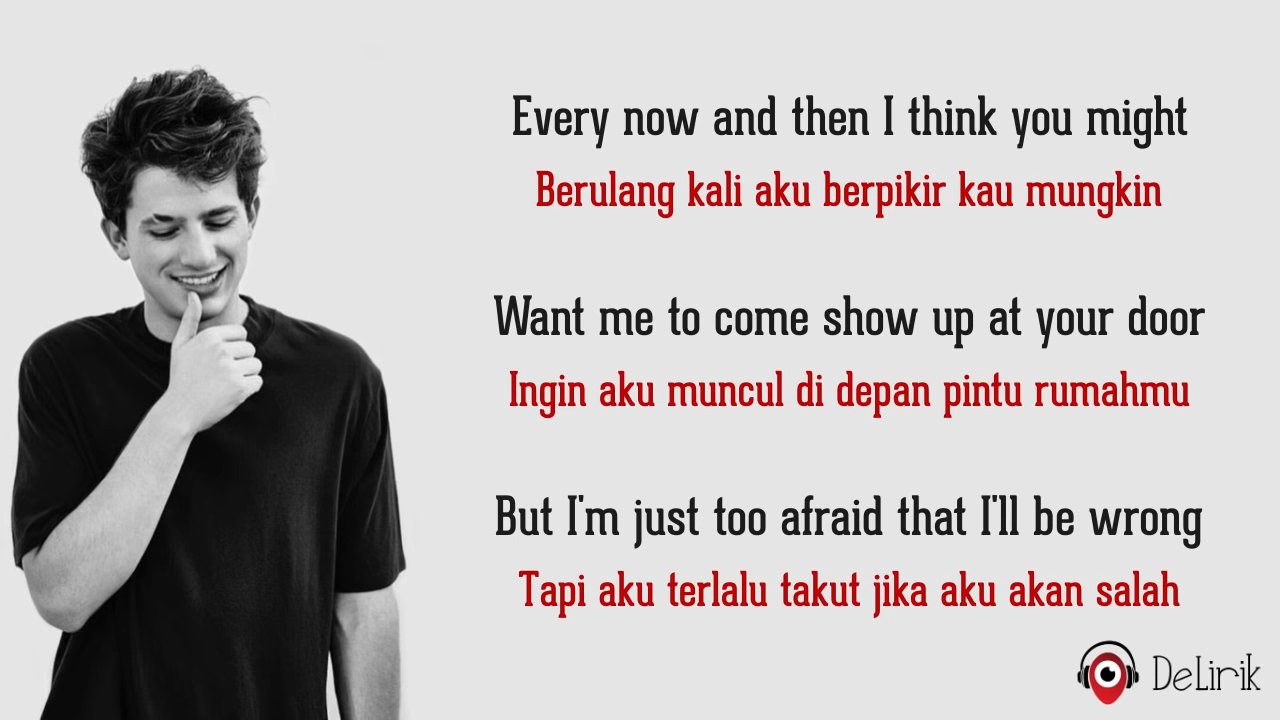 Every now and then I think you might
Berulang kali aku berpikir kau mungkin
Want me to come show up at your door
Ingin aku muncul di depan pintu rumahmu
But I'm just too afraid that I'll be wrong
Tapi aku terlalu takut jika aku akan salah
DeLirik